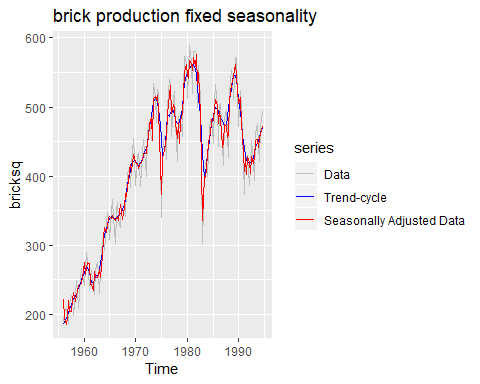 brick production fixed seasonality
600
500
400
300
200
bricksq
1960
1970
1980
1990
Time
series
Data
Trend-cycle
Seasonally Adjusted Data